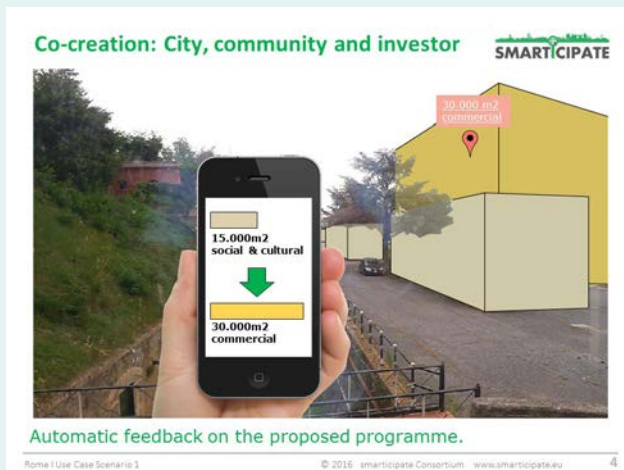 Co-creation: City, community and investor
SMARTICIPATE
30.000 m2
commercial
15.000m2
social & cultural
30.000m2
commercial
Automatic feedback on the proposed programme.
Rome I Use Case Scenario 1
© 2016 smarticipate Consortium www.smarticipate.eu
4